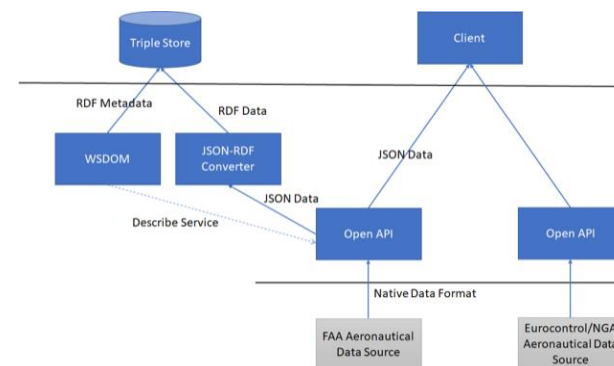 Triple Store
Client
RDF Metadata
RDF Data
WSDOM
JSON-RDF
Converter
JSON Data
JSON Data
Describe Service
Open API
Open API
Native Data Format
FAA Aeronautical
Data Source
Eurocontrol/NGA
Aeronautical Data
Source